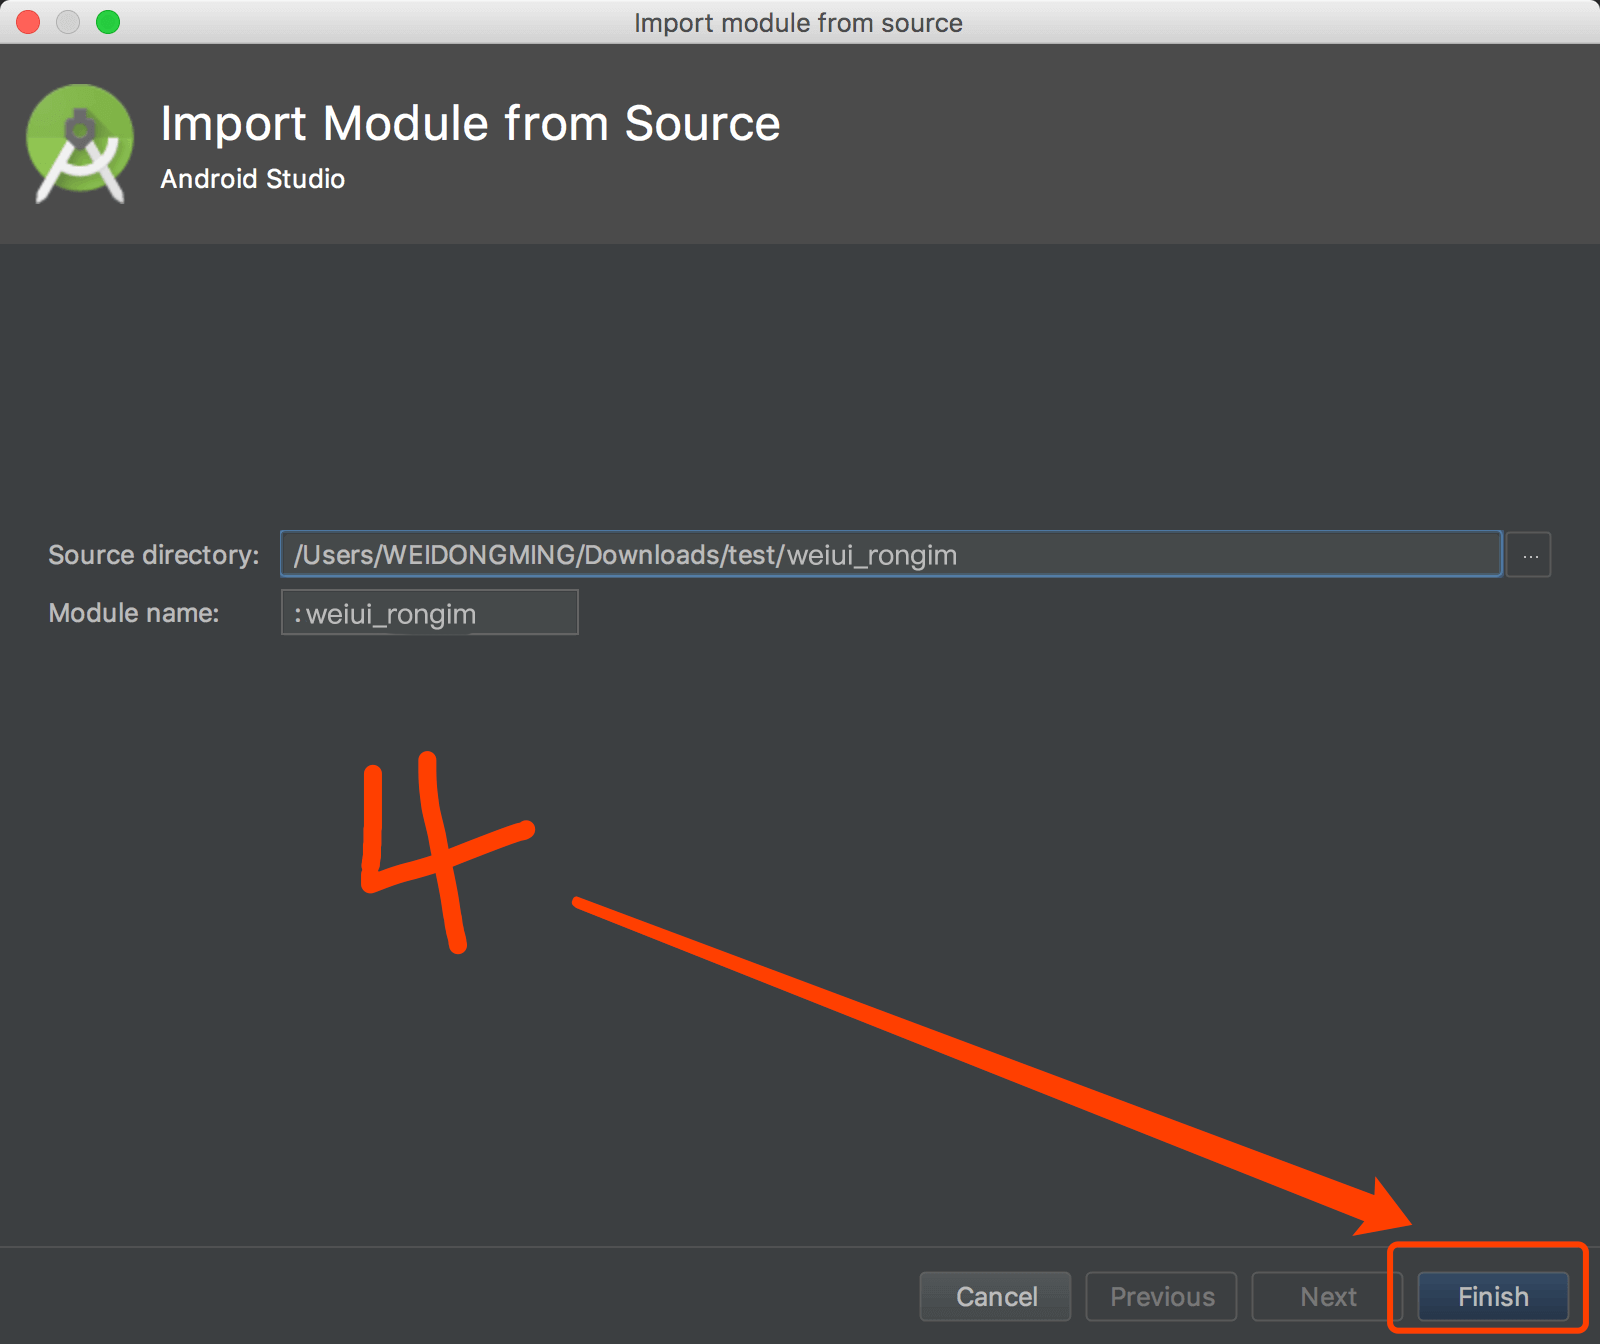 Import module from source
Import Module from Source
Android Studio
Source directory: /Users/WEIDONGMING/Downloads/test/weiui_rongim ...
Module name: :weiui_rongim
4
Cancel Previous Next Finish